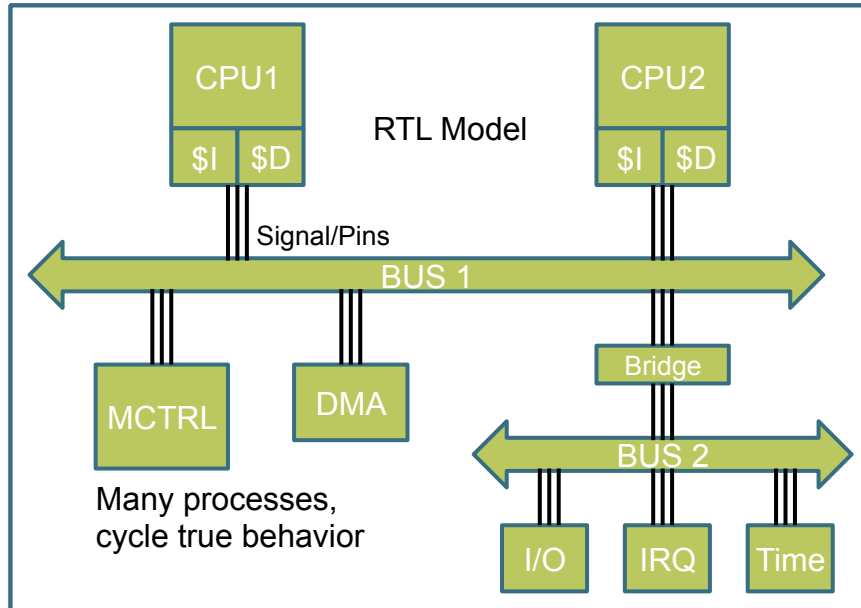 CPU1
CPU2
RTL Model
$I
$D
$I
$D
Signal/Pins
BUS 1
Bridge
MCTRL
DMA
BUS 2
Many processes,
cycle true behavior
I/O
IRQ
Time